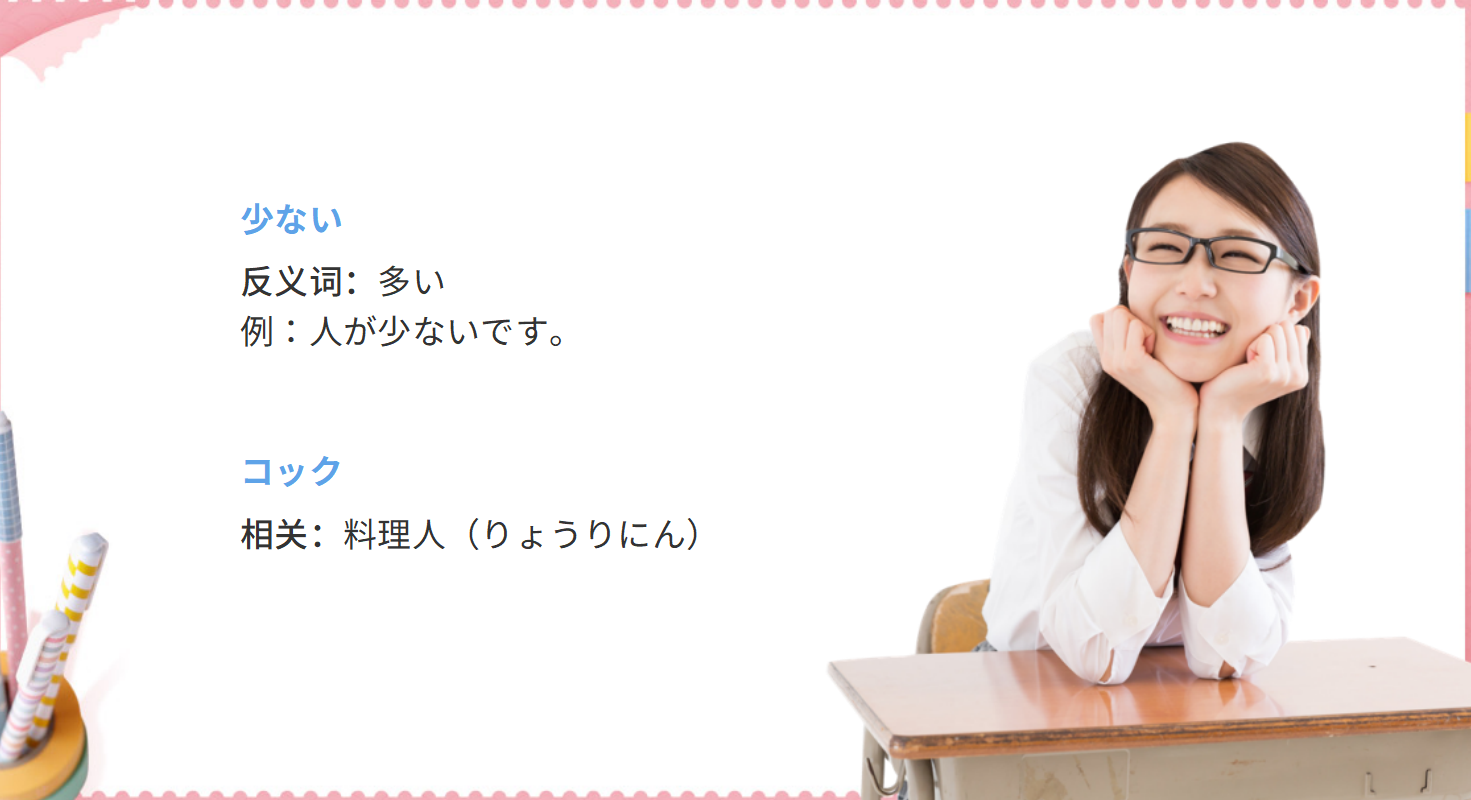 少ない
反义词：多い
例：人が少ないです。
コック
相关：料理人（りょうりにん）